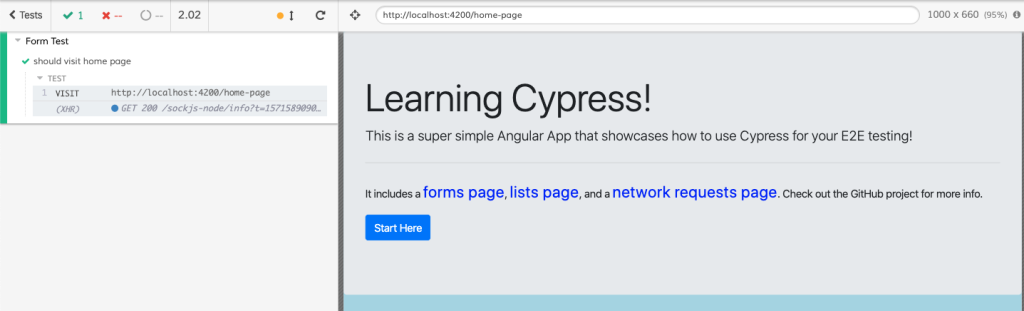 Tests 1 -- -- 2.02 http://localhost:4200/home-page 1000 x 660 (95%)
Form Test
should visit home page
TEST
1 VISIT http://localhost:4200/home-page
(XHR) GET 200 /sockjs-node/info?t=1571589090...
Learning Cypress!
This is a super simple Angular App that showcases how to use Cypress for your E2E testing!
It includes a forms page, lists page, and a network requests page. Check out the GitHub project for more info.
Start Here